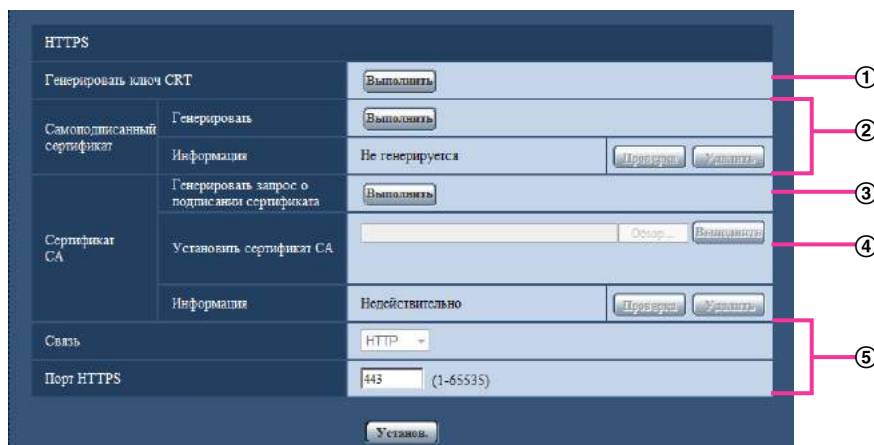 HTTPS
Генерировать ключ CRT
Выполнить
①
Самоподписанный сертификат
Генерировать
Выполнить
②
Информация
Не генерируется
Проверка
Удалить
Сертификат CA
Генерировать запрос о подписании сертификата
Выполнить
③
Установить сертификат CA
Обзор...
Выполнить
④
Информация
Недействительно
Проверка
Удалить
Связь
HTTP
⑤
Порт HTTPS
443
(1-65535)
Установ.